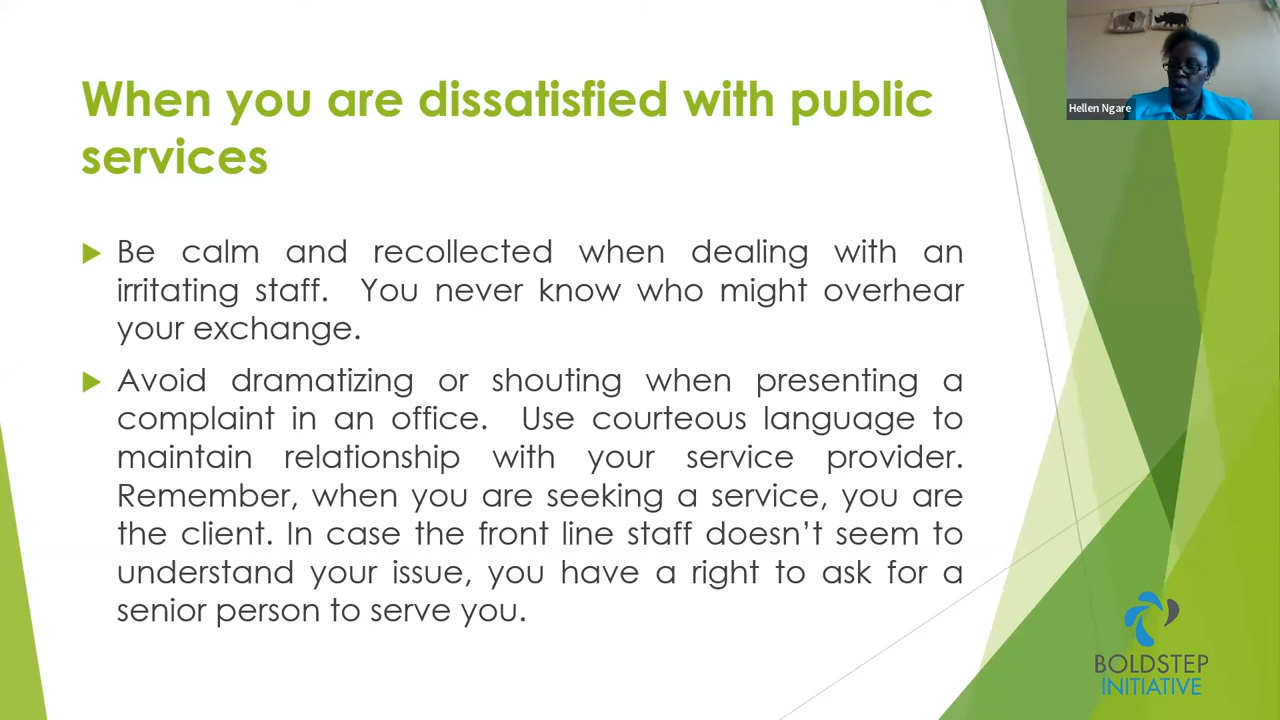 When you are dissatisfied with public
services
Hellen Ngare
Be calm and recollected when dealing with an
irritating staff. You never know who might overhear
your exchange.
Avoid dramatizing or shouting when presenting a
complaint in an office. Use courteous language to
maintain relationship with your service provider.
Remember, when you are seeking a service, you are
the client. In case the front line staff doesn’t seem to
understand your issue, you have a right to ask for a
senior person to serve you.
BOLDSTEP
INITIATIVE